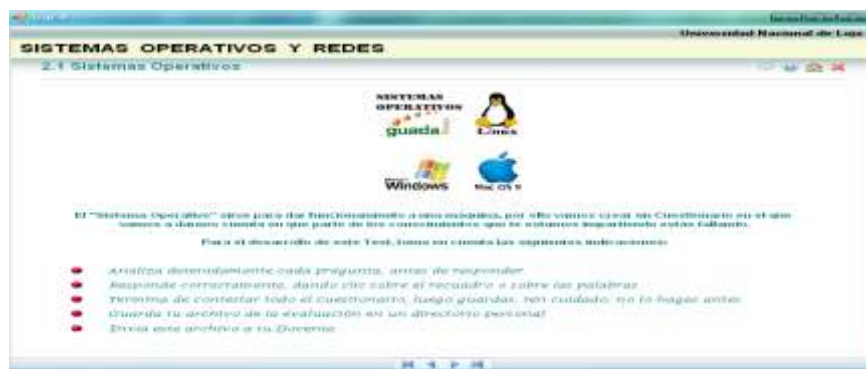 Universidad Nacional de Loja
SISTEMAS OPERATIVOS Y REDES
2.1 Sistemas Operativos
SISTEMAS
OPERATIVOS
guada
Linux
Windows
Mac OS X
El "Sistema Operativo" sirve para dar funcionamiento a una máquina, por ello vamos crear un Cuestionario en el que
vamos a darnos cuenta en que parte de los conocimientos que te estamos impartiendo estás fallando.
Para el desarrollo de este Test, toma en cuenta las siguientes indicaciones:
Analiza detenidamente cada pregunta, antes de responder
Responde correctamente, dando clic sobre el recuadro o sobre las palabras
Termina de contestar todo el cuestionario, luego guardas, ten cuidado, no lo hagas antes
Guarda tu archivo de la evaluación en un directorio personal
Envía este archivo a tu Docente